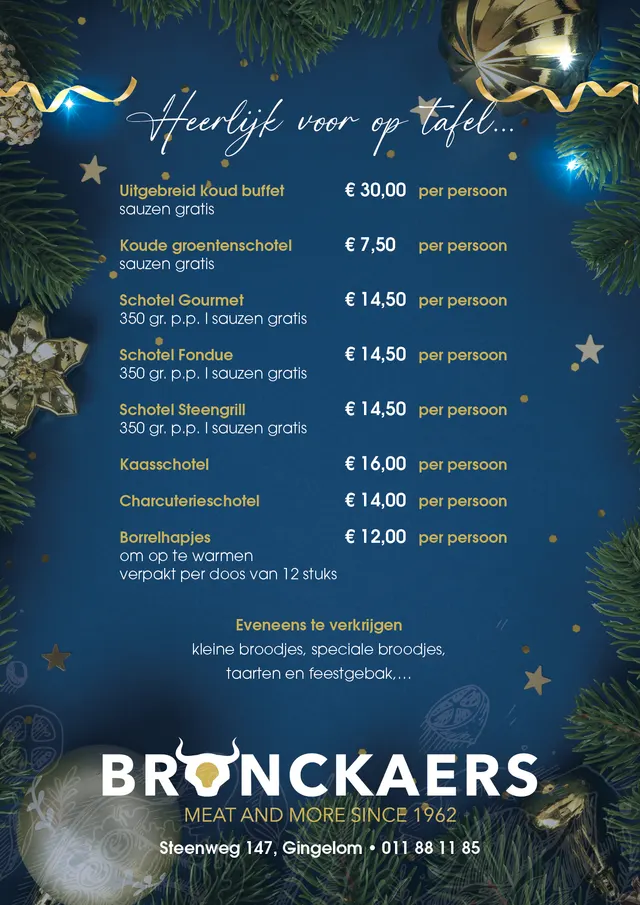 Heerlijk voor op tafel...
Uitgebreid koud buffet € 30,00 per persoon
sauzen gratis
Koude groentenschotel € 7,50 per persoon
sauzen gratis
Schotel Gourmet € 14,50 per persoon
350 gr. p.p. | sauzen gratis
Schotel Fondue € 14,50 per persoon
350 gr. p.p. | sauzen gratis
Schotel Steengrill € 14,50 per persoon
350 gr. p.p. | sauzen gratis
Kaasschotel € 16,00 per persoon
Charcuterieschotel € 14,00 per persoon
Borrelhapjes € 12,00 per persoon
om op te warmen
verpakt per doos van 12 stuks
Eveneens te verkrijgen
kleine broodjes, speciale broodjes,
taarten en feestgebak,...
BRONCKAERS
MEAT AND MORE SINCE 1962
Steenweg 147, Gingelom • 011 88 11 85